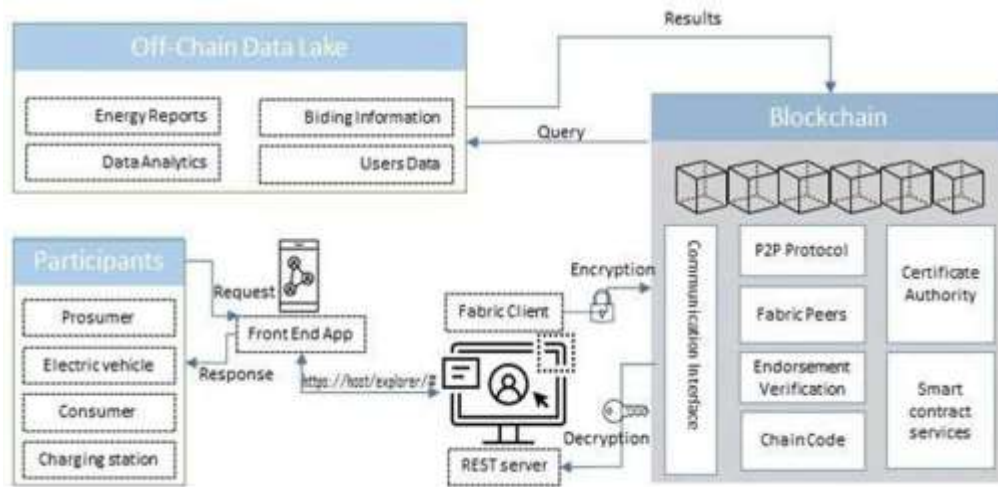 Results
Off-Chain Data Lake
Energy Reports
Biding Information
Data Analytics
Users Data
Query
Blockchain
Participants
Prosumer
Electric vehicle
Consumer
Charging station
Request
Front End App
Response
https://host/explorer/#
Fabric Client
Encryption
Decryption
REST server
Communication Interface
P2P Protocol
Fabric Peers
Endorsement
Verification
Chain Code
Certificate
Authority
Smart
contract
services